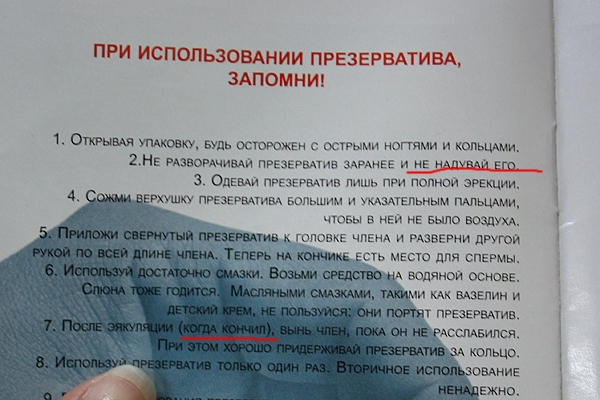 ПРИ ИСПОЛЬЗОВАНИИ ПРЕЗЕРВАТИВА,
ЗАПОМНИ!
1. Открывая упаковку, будь осторожен с острыми ногтями и кольцами.
2.Не разворачивай презерватив заранее и не надувай его.
3. Одевай презерватив лишь при полной эрекции.
4. Сожми верхушку презерватива большим и указательным пальцами,
чтобы в ней не было воздуха.
5. Приложи свернутый презерватив к головке члена и разверни другой
рукой по всей длине члена. Теперь на кончике есть место для спермы.
6. Используй достаточно смазки. Возьми средство на водяной основе.
Слюна тоже годится. Масляными смазками, такими как вазелин и
детский крем, не пользуйся: они портят презерватив.
7. После эякуляции (когда кончил), вынь член, пока он не расслабился.
При этом хорошо придерживай презерватив за кольцо.
8. Используй презерватив только один раз. Вторичное использование
ненадежно.